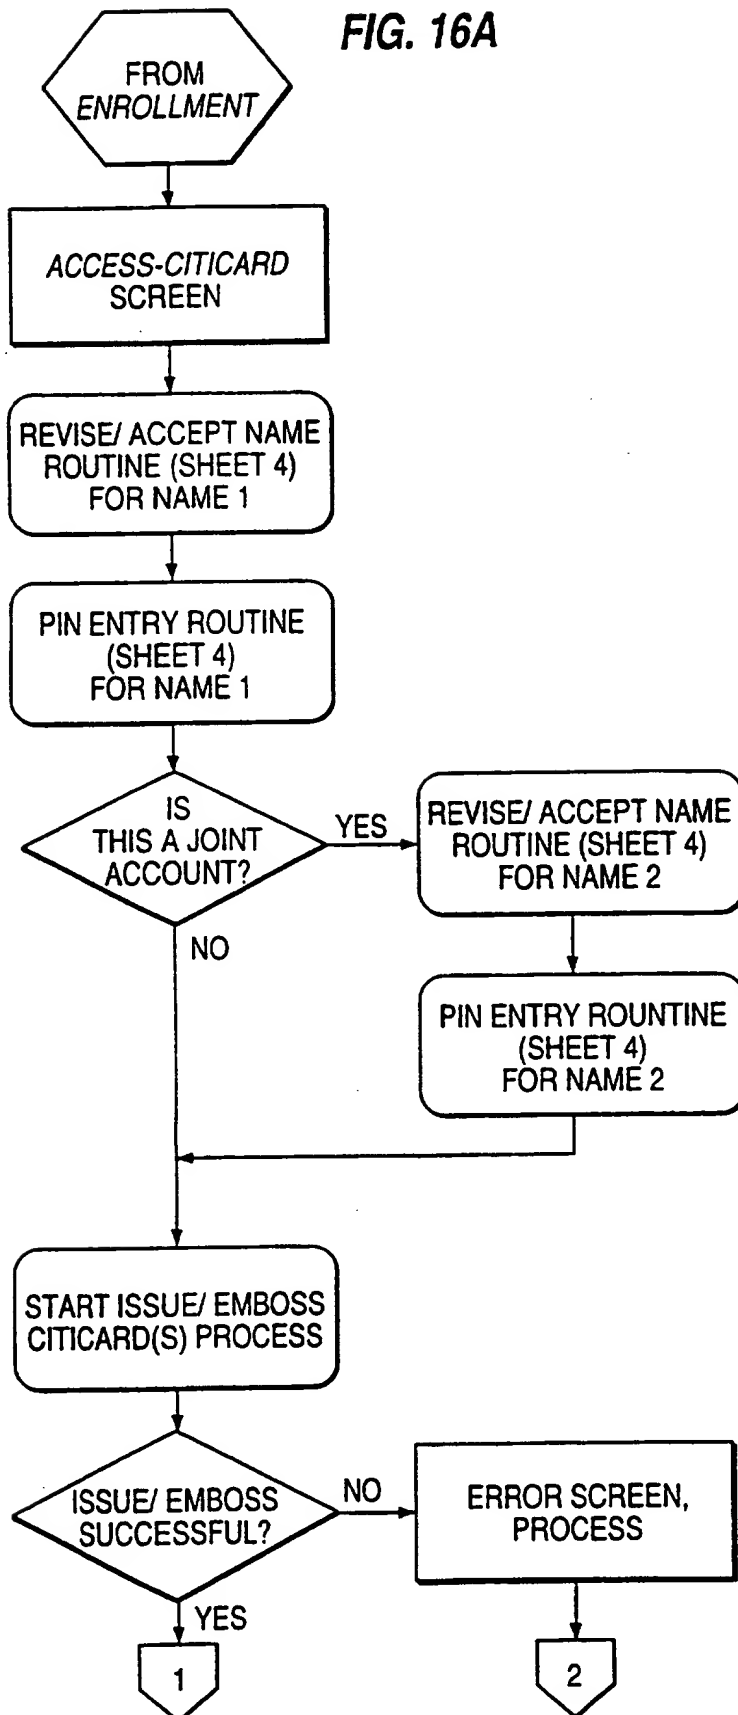 FIG. 16A
FROM
ENROLLMENT
ACCESS-CITICARD
SCREEN
REVISE/ ACCEPT NAME
ROUTINE (SHEET 4)
FOR NAME 1
PIN ENTRY ROUTINE
(SHEET 4)
FOR NAME 1
IS
THIS A JOINT
ACCOUNT?
YES
REVISE/ ACCEPT NAME
ROUTINE (SHEET 4)
FOR NAME 2
NO
PIN ENTRY ROUNTINE
(SHEET 4)
FOR NAME 2
START ISSUE/ EMBOSS
CITICARD(S) PROCESS
ISSUE/ EMBOSS
SUCCESSFUL?
NO
ERROR SCREEN,
PROCESS
YES
1
2